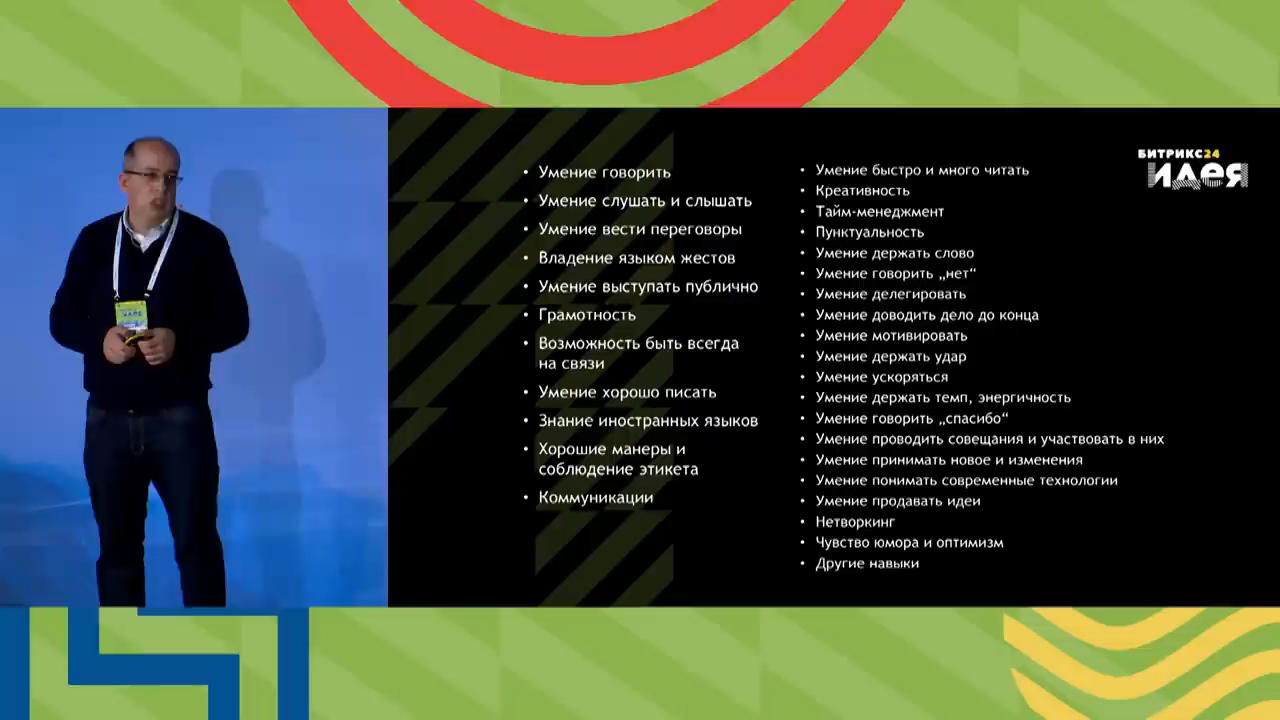 • Умение говорить
• Умение слушать и слышать
• Умение вести переговоры
• Владение языком жестов
• Умение выступать публично
• Грамотность
• Возможность быть всегда
на связи
• Умение хорошо писать
• Знание иностранных языков
• Хорошие манеры и
соблюдение этикета
• Коммуникации
• Умение быстро и много читать
• Креативность
• Тайм-менеджмент
• Пунктуальность
• Умение держать слово
• Умение говорить „нет“
• Умение делегировать
• Умение доводить дело до конца
• Умение мотивировать
• Умение держать удар
• Умение ускоряться
• Умение держать темп, энергичность
• Умение говорить „спасибо“
• Умение проводить совещания и участвовать в них
• Умение принимать новое и изменения
• Умение понимать современные технологии
• Умение продавать идеи
• Нетворкинг
• Чувство юмора и оптимизм
• Другие навыки
БИТРИКС24
идея